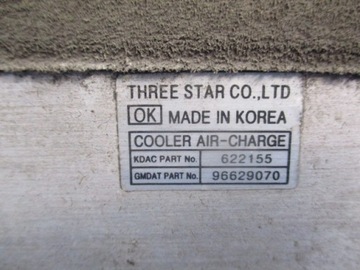 THREE STAR CO.,LTD
OK MADE IN KOREA
COOLER AIR-CHARGE
KDAC PART No. 622155
GMDAT PART No. 96629070